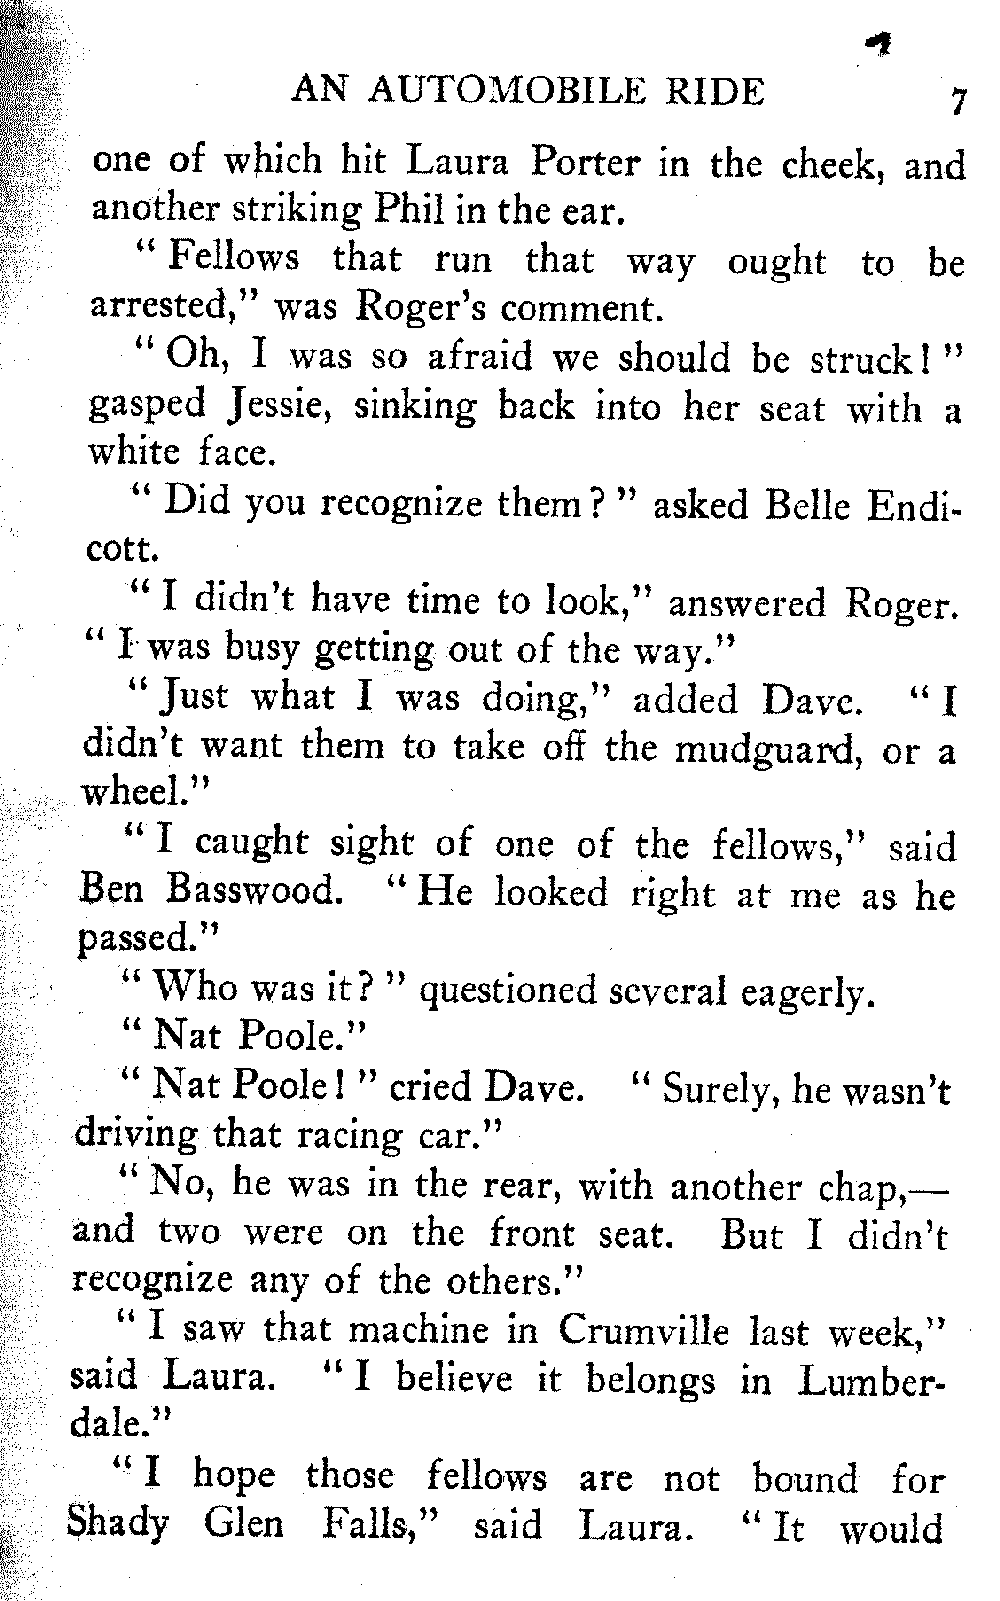 AN AUTOMOBILE RIDE 7
one of which hit Laura Porter in the cheek, and
another striking Phil in the ear.
“ Fellows that run that way ought to be
arrested,” was Roger’s comment.
“ Oh, I was so afraid we should be struck! ”
gasped Jessie, sinking back into her seat with a
white face.
“ Did you recognize them? ” asked Belle Endi-
cott.
“ I didn’t have time to look,” answered Roger.
“ I was busy getting out of the way.”
“ Just what I was doing,” added Dave. “ I
didn’t want them to take off the mudguard, or a
wheel.”
“ I caught sight of one of the fellows,” said
Ben Basswood. “ He looked right at me as he
passed.”
“ Who was it? ” questioned several eagerly.
“ Nat Poole.”
“ Nat Poole! ” cried Dave. “ Surely, he wasn’t
driving that racing car.”
“ No, he was in the rear, with another chap,—
and two were on the front seat. But I didn’t
recognize any of the others.”
“ I saw that machine in Crumville last week,”
said Laura. “ I believe it belongs in Lumber-
dale.”
“ I hope those fellows are not bound for
Shady Glen Falls,” said Laura. “ It would